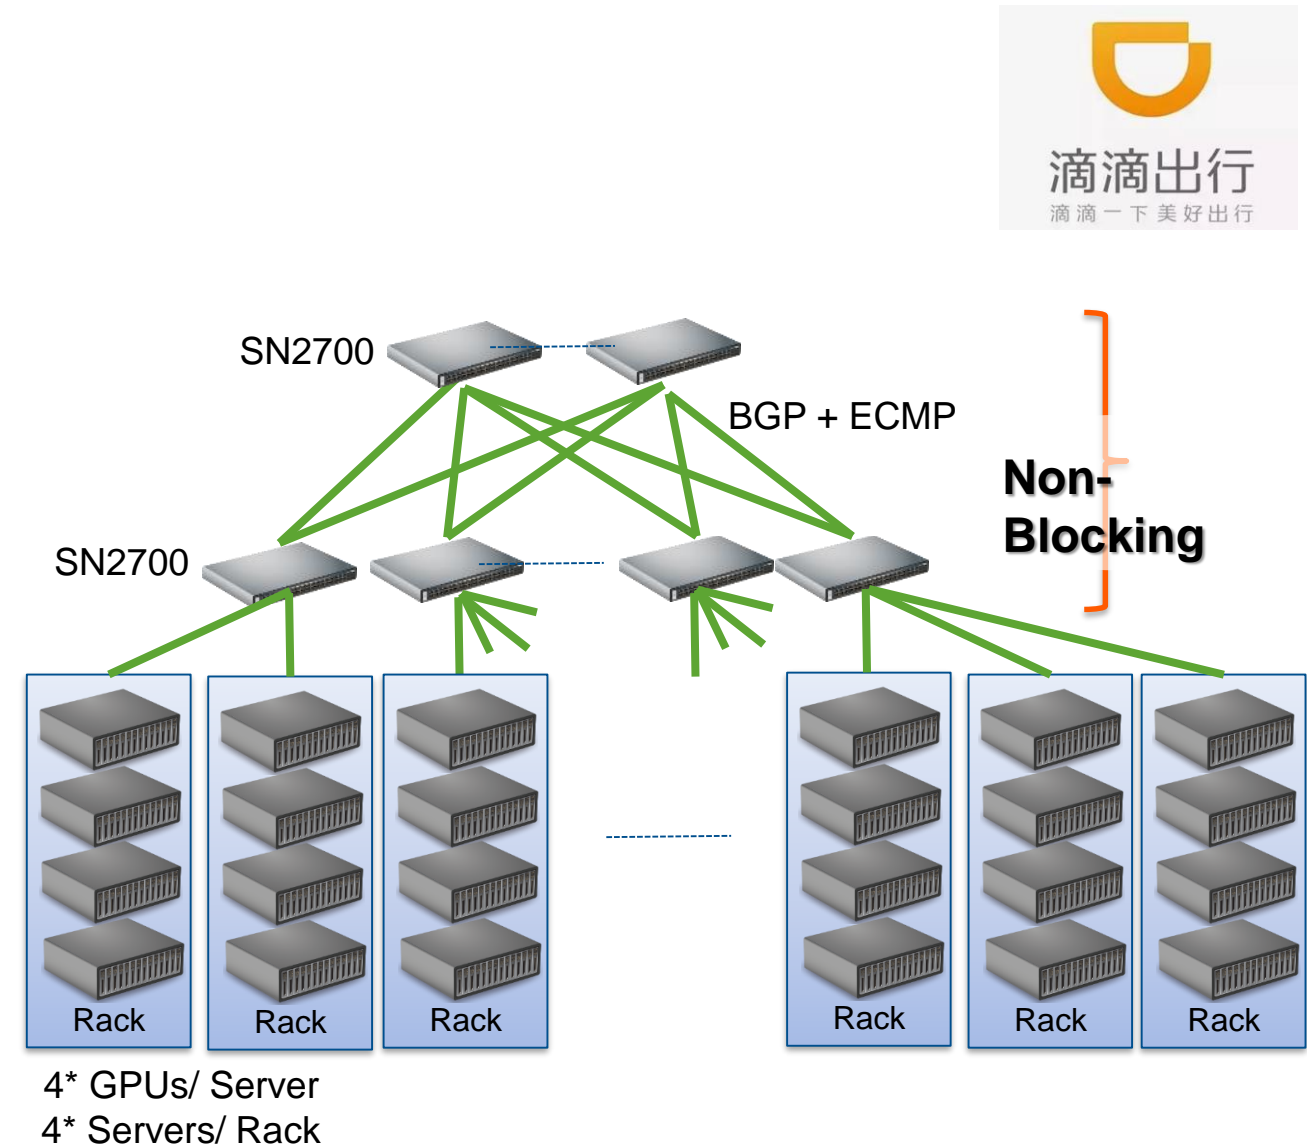 滴滴出行
滴滴一下 美好出行
SN2700
BGP + ECMP
Non-
Blocking
SN2700
Rack
Rack
Rack
Rack
Rack
Rack
4* GPUs/ Server
4* Servers/ Rack